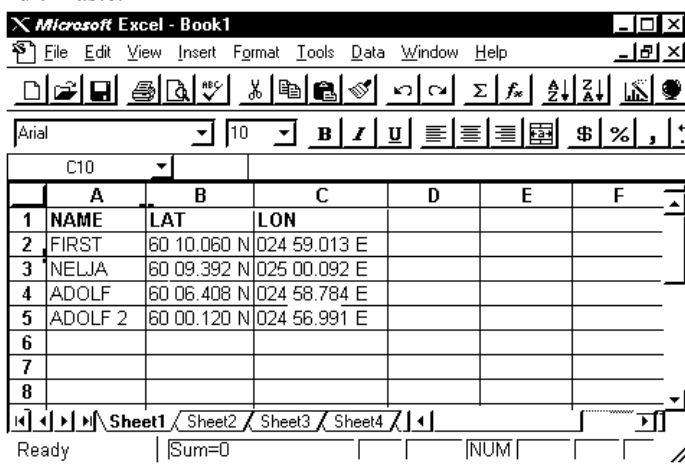 Microsoft Excel - Book1
File Edit View Insert Format Tools Data Window Help
ABC Σ fx A Z Z A
Arial 10 B I U a $ % ,
C10
A B C D E F
1 NAME LAT LON
2 FIRST 60 10.060 N 024 59.013 E
3 NELJA 60 09.392 N 025 00.092 E
4 ADOLF 60 06.408 N 024 58.784 E
5 ADOLF 2 60 00.120 N 024 56.991 E
6
7
8
Sheet1 Sheet2 Sheet3 Sheet4
Ready Sum=0 NUM